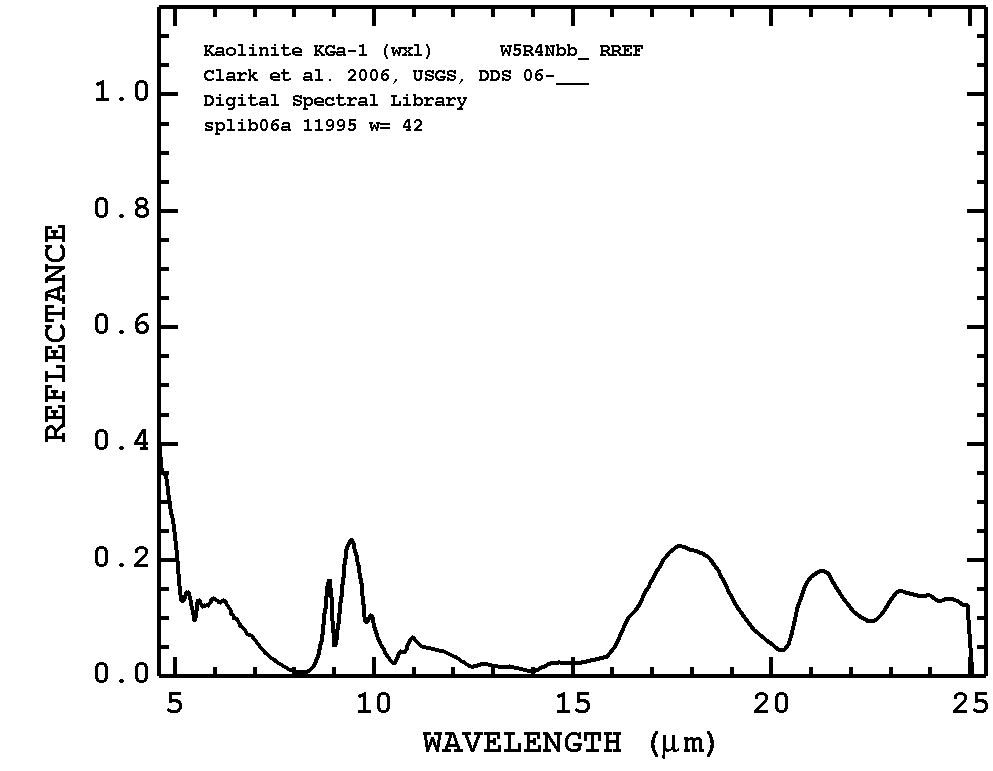 Kaolinite KGa-1 (wxl) W5R4Nbb_ RREF
Clark et al. 2006, USGS, DDS 06-___
Digital Spectral Library
splib06a 11995 w= 42
1.0
0.8
0.6
0.4
0.2
0.0
REFLECTANCE
5 10 15 20 25
WAVELENGTH (μm)